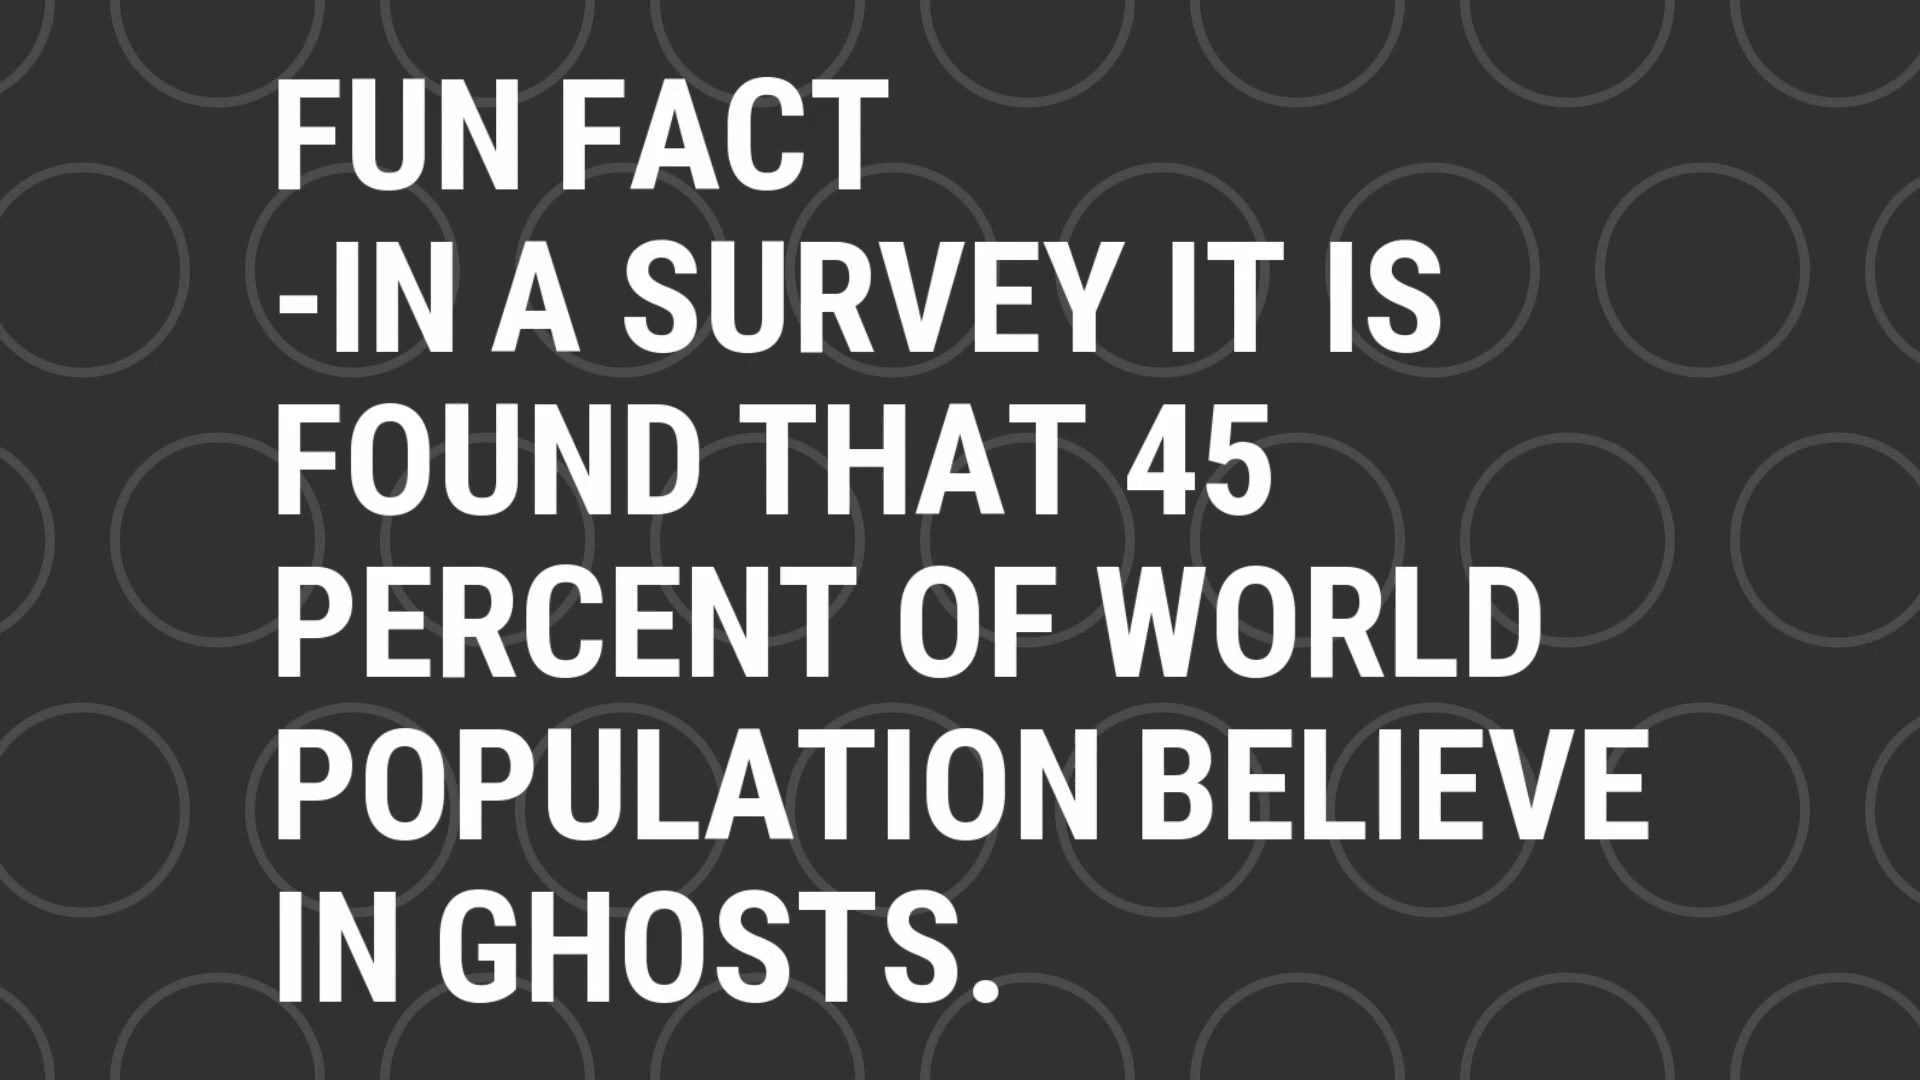 FUN FACT
-IN A SURVEY IT IS
FOUND THAT 45
PERCENT OF WORLD
POPULATION BELIEVE
IN GHOSTS.